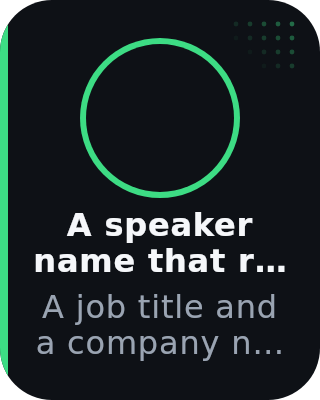 A speaker
name that r…
A job title and
a company n…